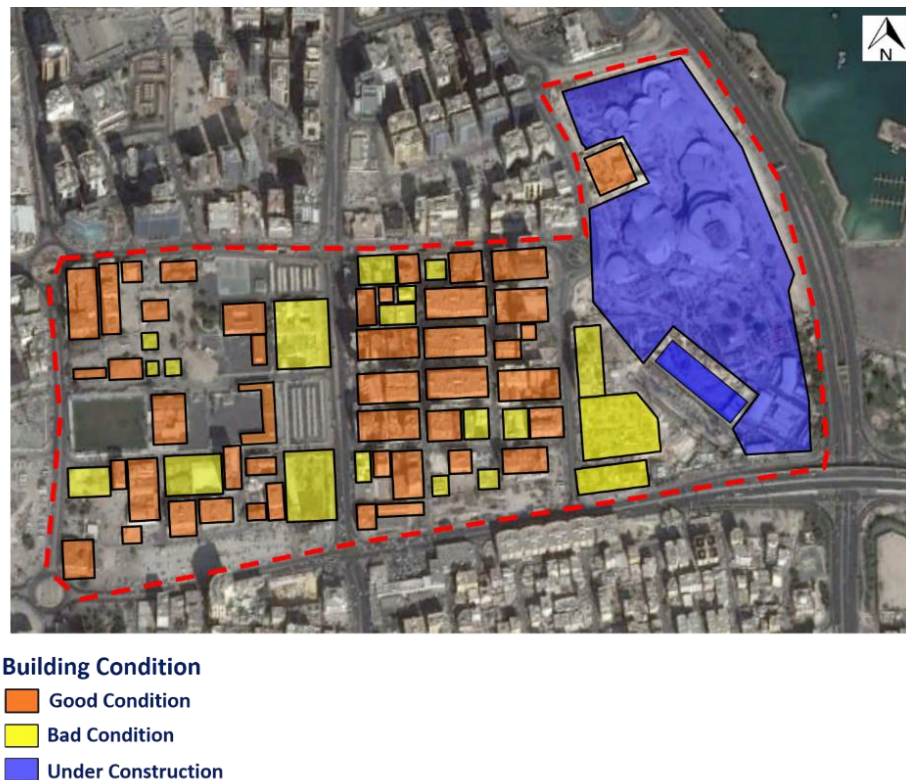 N
Building Condition
Good Condition
Bad Condition
Under Construction